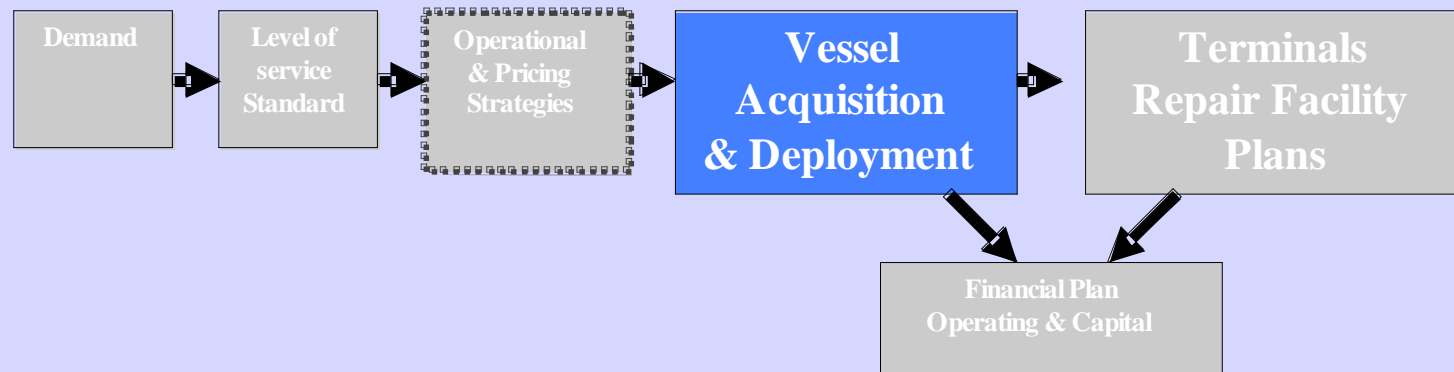 Demand
Level of
service
Standard
Operational
& Pricing
Strategies
Vessel
Acquisition
& Deployment
Terminals
Repair Facility
Plans
Financial Plan
Operating & Capital